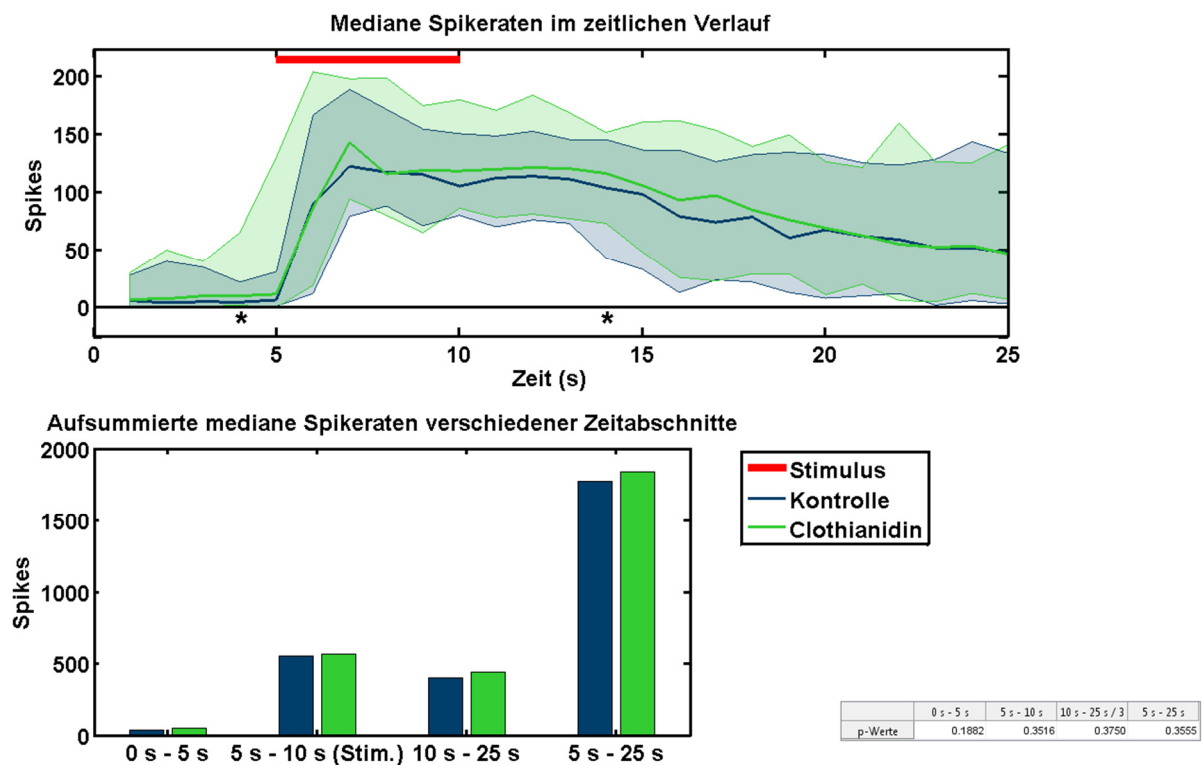 Mediane Spikeraten im zeitlichen Verlauf
200
150
100
50
0
Spikes
* *
0 5 10 15 20 25
Zeit (s)
Aufsummierte mediane Spikeraten verschiedener Zeitabschnitte
2000
1500
1000
500
0
Spikes
0 s - 5 s 5 s - 10 s (Stim.) 10 s - 25 s 5 s - 25 s
Stimulus
Kontrolle
Clothianidin
0 s - 5 s 5 s - 10 s 10 s - 25 s / 3 5 s - 25 s
p-Werte 0.1882 0.3516 0.3750 0.3555